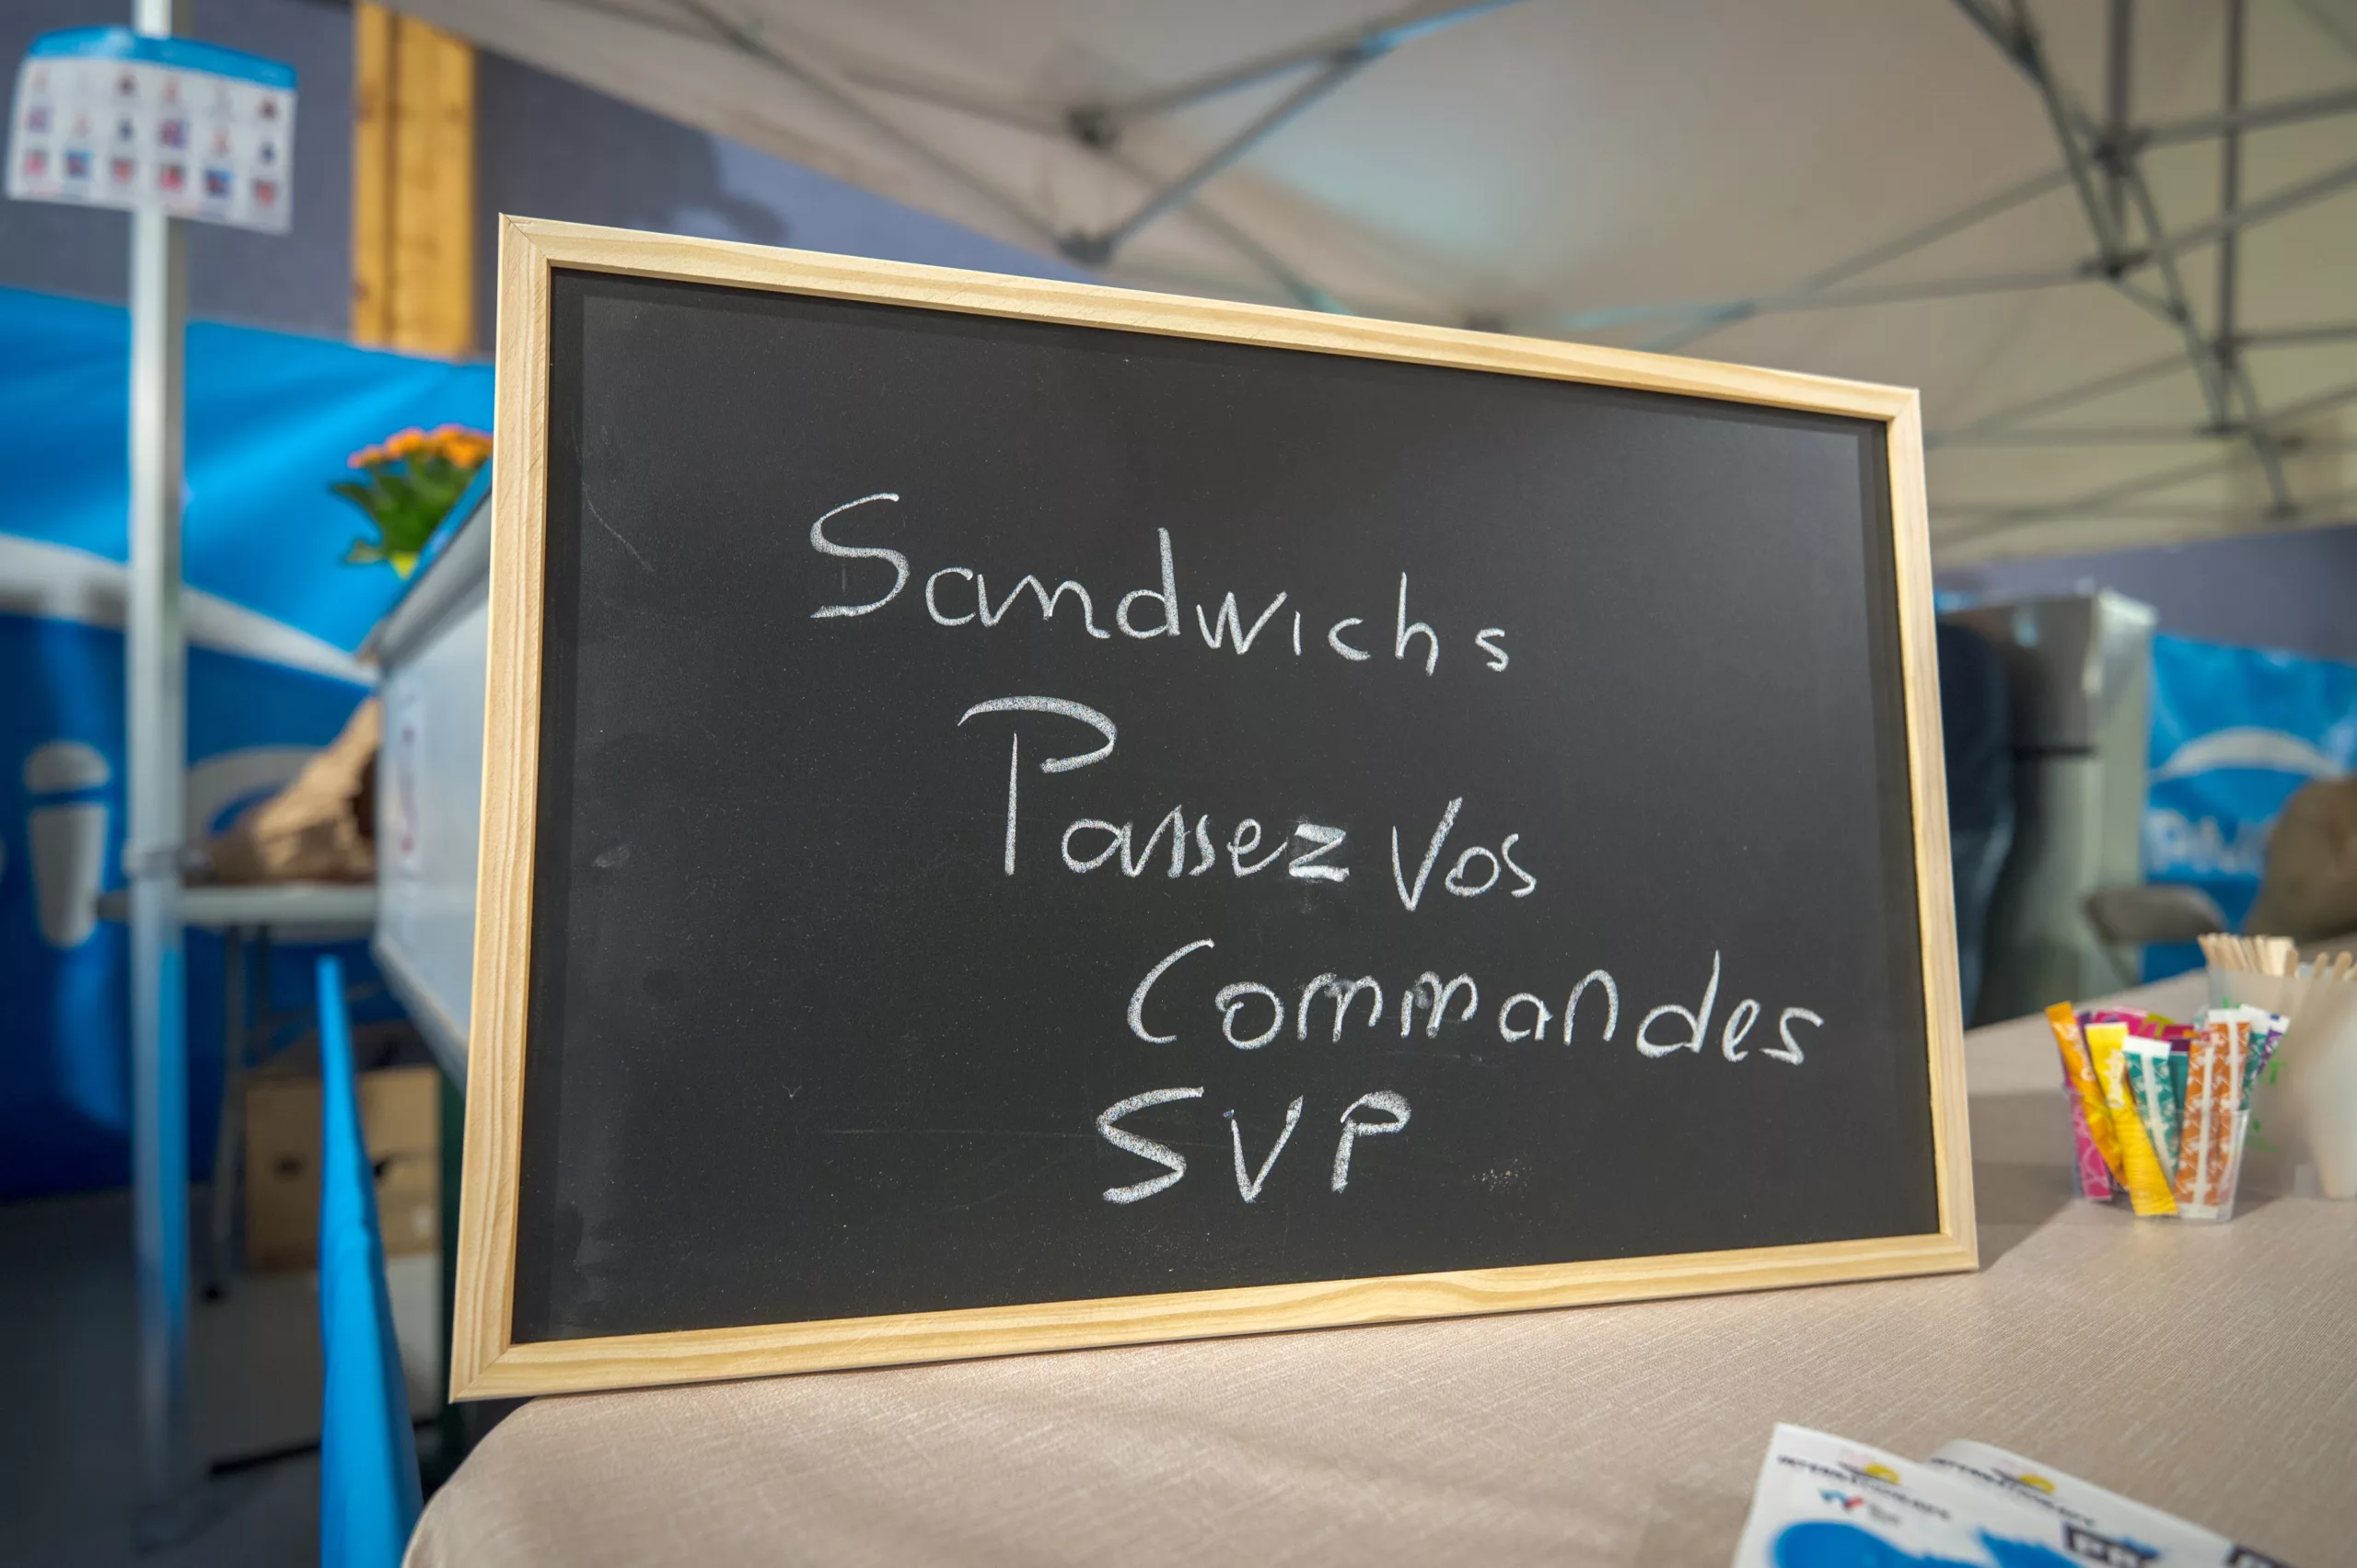 Sandwichs
Passez Vos
Commandes
SVP